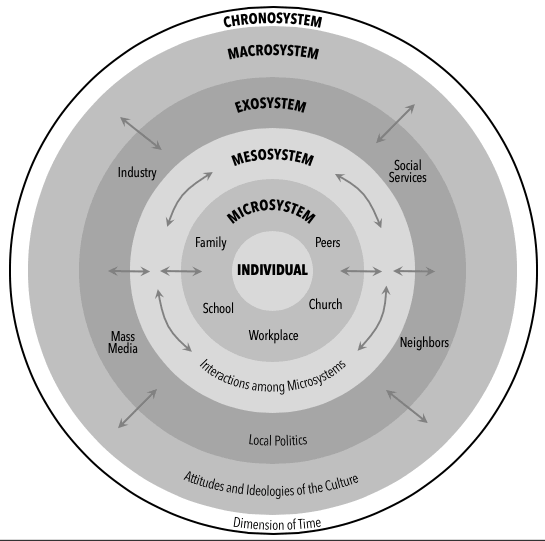 CHRONOSYSTEM
MACROSYSTEM
EXOSYSTEM
MESOSYSTEM
Industry
Social
Services
MICROSYSTEM
Family
Peers
INDIVIDUAL
School
Church
Workplace
Mass
Media
Neighbors
Interactions among Microsystems
Local Politics
Attitudes and Ideologies of the Culture
Dimension of Time